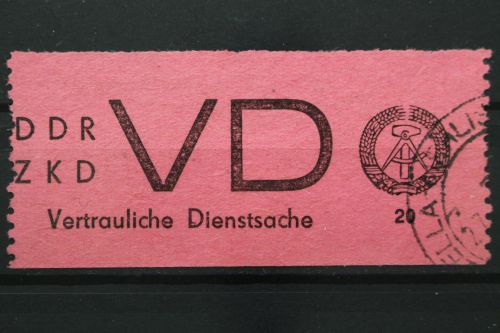 DDR
ZKD
VD
Vertrauliche Dienstsache
20